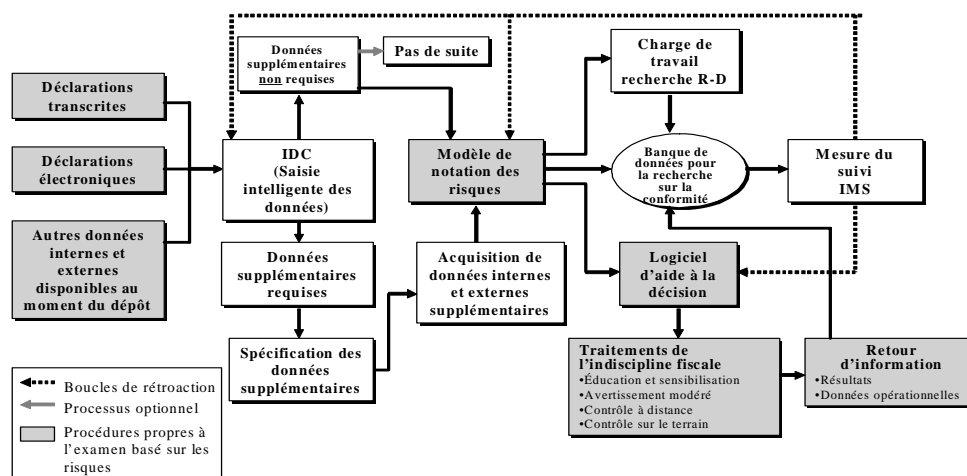 Données
supplémentaires
non requises
Pas de suite
Charge de
travail
recherche R-D
Déclarations
transcrites
Déclarations
électroniques
Autres données
internes et
externes
disponibles au
moment du dépôt
IDC
(Saisie
intelligente des
données)
Modèle de
notation des
risques
Banque de
données pour
la recherche
sur la
conformité
Mesure du
suivi
IMS
Données
supplémentaires
requises
Acquisition de
données internes
et externes
supplémentaires
Logiciel
d'aide à la
décision
Spécification des
données
supplémentaires
Traitements de
l'indiscipline fiscale
•Éducation et sensibilisation
•Avertissement modéré
•Contrôle à distance
•Contrôle sur le terrain
Retour
d'information
•Résultats
•Données opérationnelles
Boucles de rétroaction
Processus optionnel
Procédures propres à
l'examen basé sur les
risques